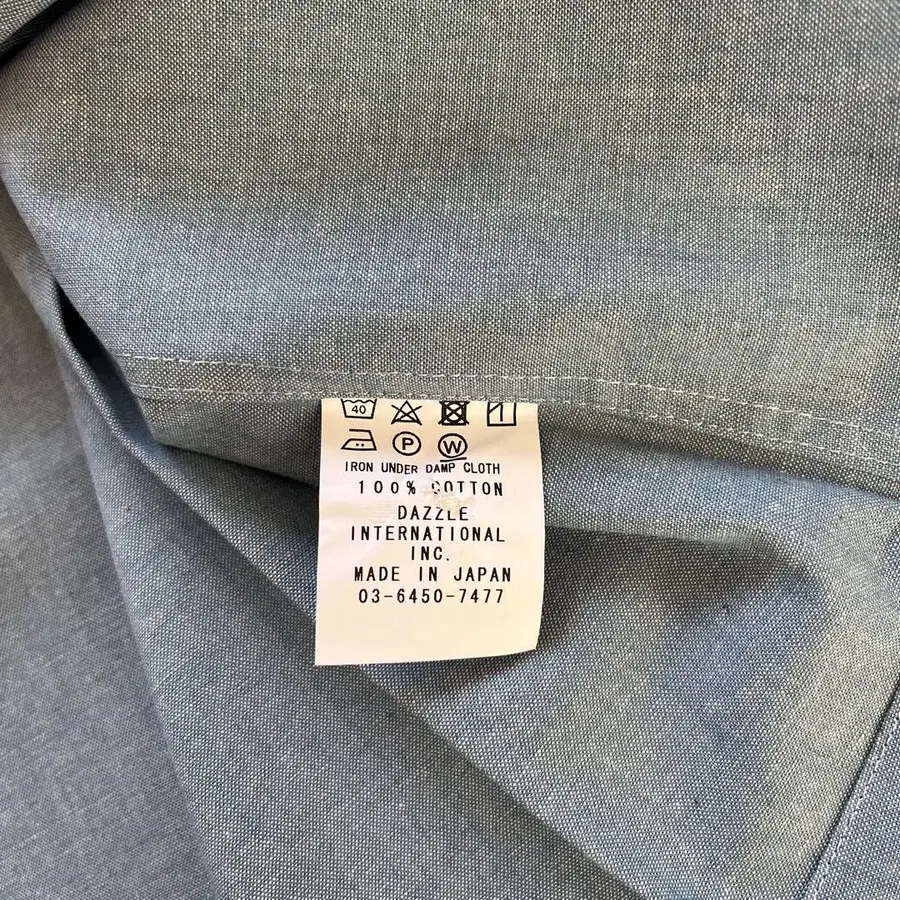 40
P
W
IRON UNDER DAMP CLOTH
100% COTTON
DAZZLE
INTERNATIONAL
INC.
MADE IN JAPAN
03-6450-7477